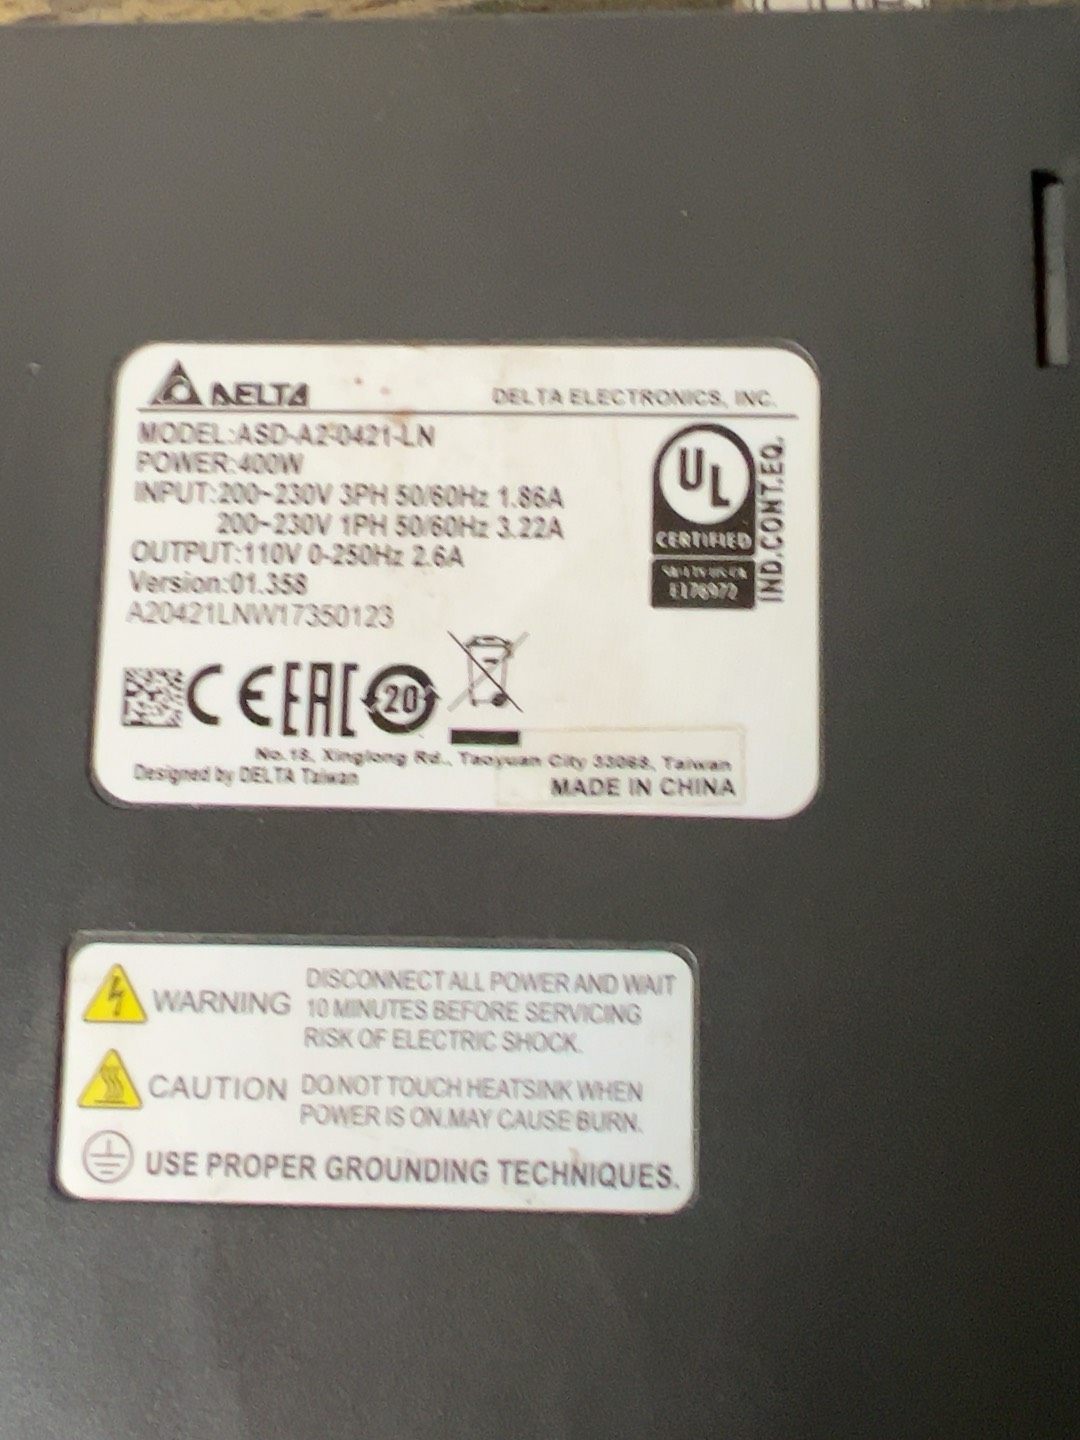 DELTA
DELTA ELECTRONICS, INC.
MODEL:ASD-A2-0421-LN
POWER:400W
INPUT:200~230V 3PH 50/60Hz 1.86A
200~230V 1PH 50/60Hz 3.22A
OUTPUT:110V 0-250Hz 2.6A
Version:01.358
A20421LNW17350123
UL
CERTIFIED
E178972
IND.CONT.EQ.
CE EAC 20
No.18, Xinglong Rd., Taoyuan City 33068, Taiwan
Designed by DELTA Taiwan
MADE IN CHINA
WARNING
DISCONNECT ALL POWER AND WAIT
10 MINUTES BEFORE SERVICING
RISK OF ELECTRIC SHOCK.
CAUTION
DO NOT TOUCH HEATSINK WHEN
POWER IS ON.MAY CAUSE BURN.
USE PROPER GROUNDING TECHNIQUES.